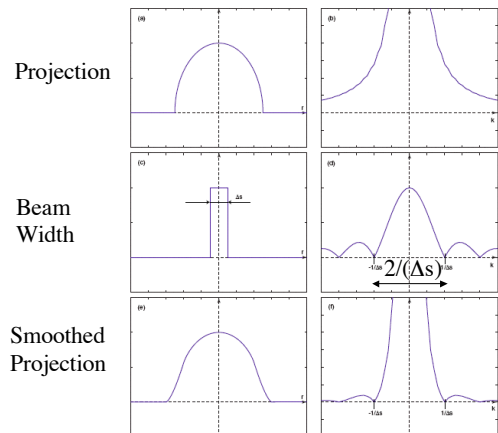 Projection
(a)
r
(b)
k
Beam
Width
(c)
Δs
r
(d)
-1/Δs
1/Δs
k
2/(Δs)
Smoothed
Projection
(e)
r
(f)
-1/Δs
1/Δs
k